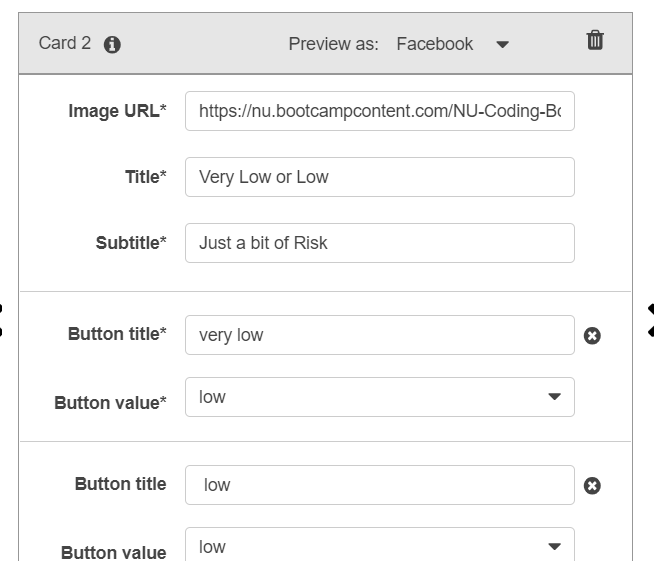 Card 2 Preview as: Facebook
Image URL* https://nu.bootcampcontent.com/NU-Coding-Bo
Title* Very Low or Low
Subtitle* Just a bit of Risk
Button title* very low
Button value* low
Button title low
Button value low